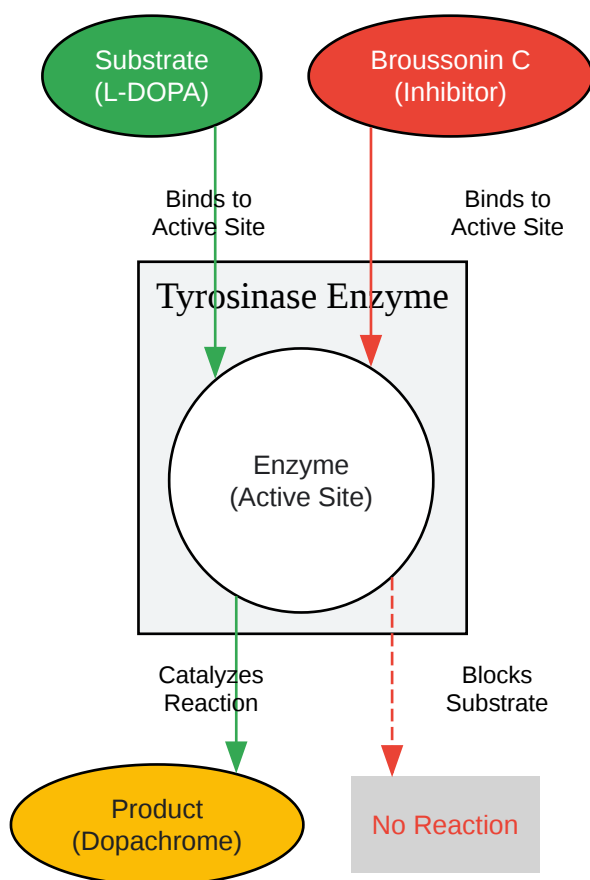 Substrate
(L-DOPA)
Broussonin C
(Inhibitor)
Binds to
Active Site
Binds to
Active Site
Tyrosinase Enzyme
Enzyme
(Active Site)
Catalyzes
Reaction
Blocks
Substrate
Product
(Dopachrome)
No Reaction